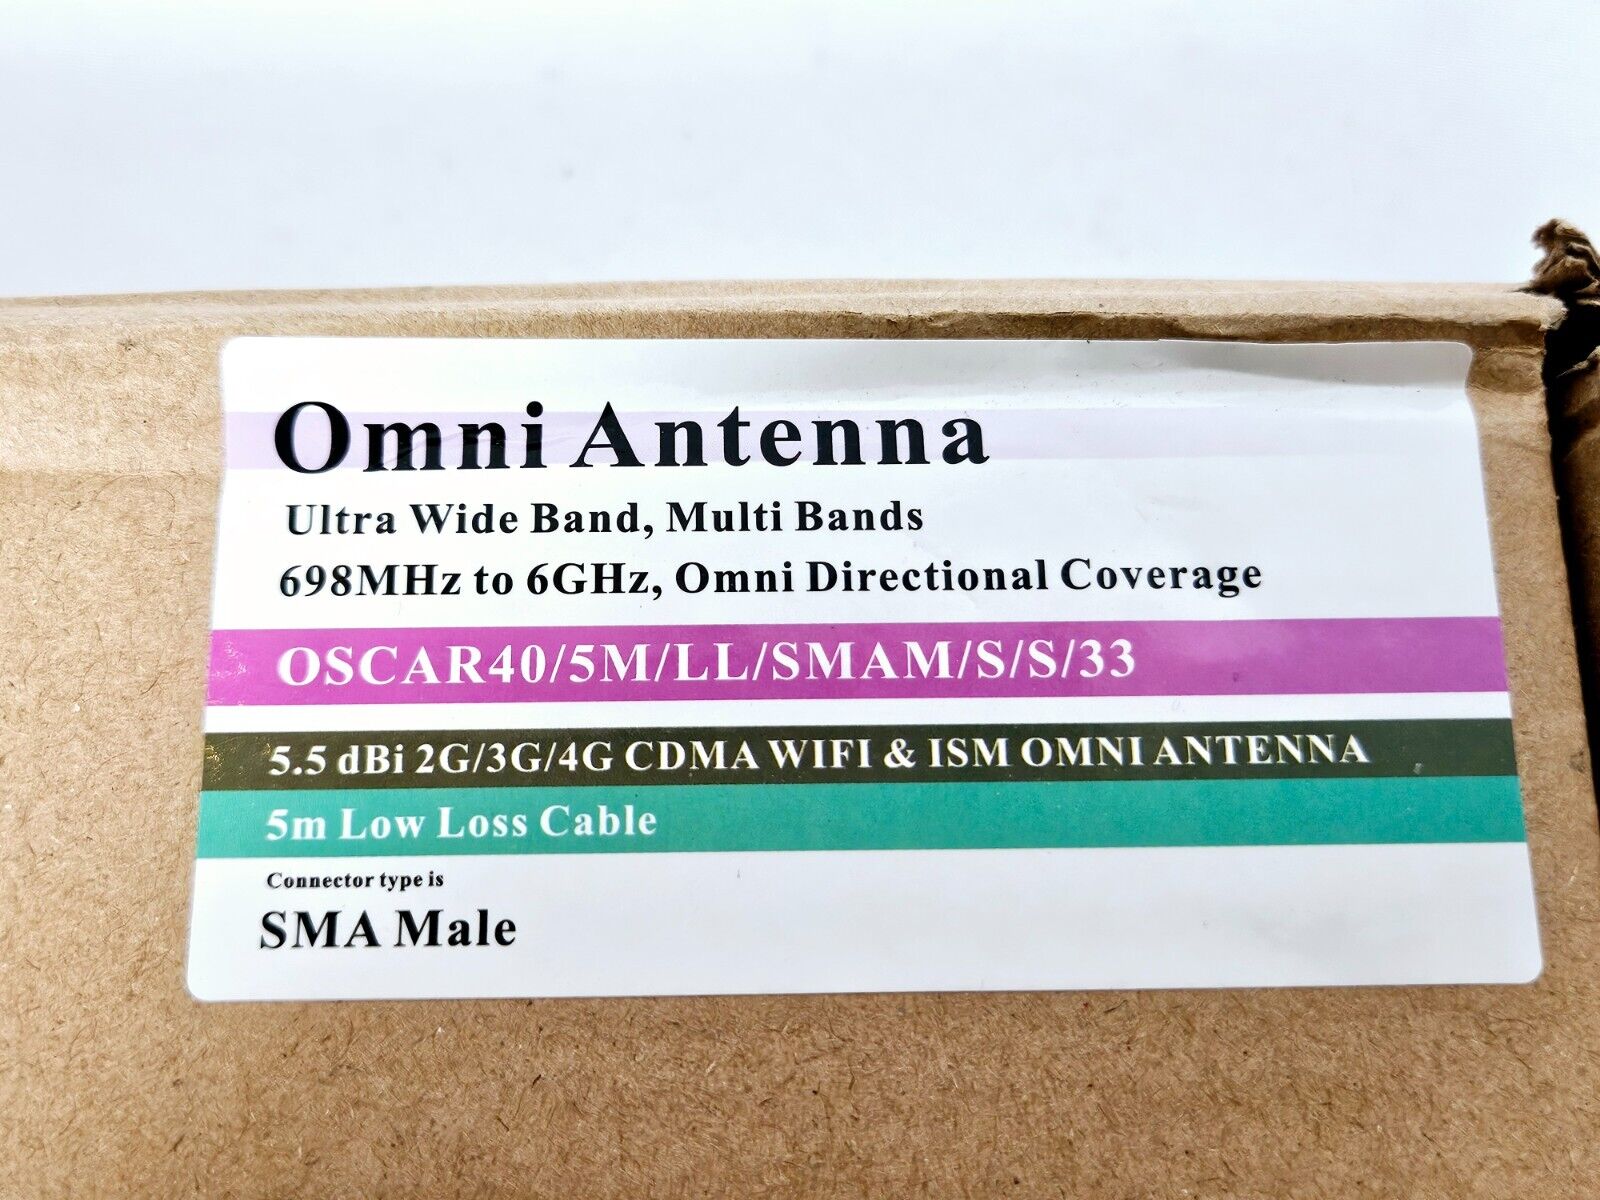 Omni Antenna
Ultra Wide Band, Multi Bands
698MHz to 6GHz, Omni Directional Coverage
OSCAR40/5M/LL/SMAM/S/S/33
5.5 dBi 2G/3G/4G CDMA WIFI & ISM OMNI ANTENNA
5m Low Loss Cable
Connector type is
SMA Male